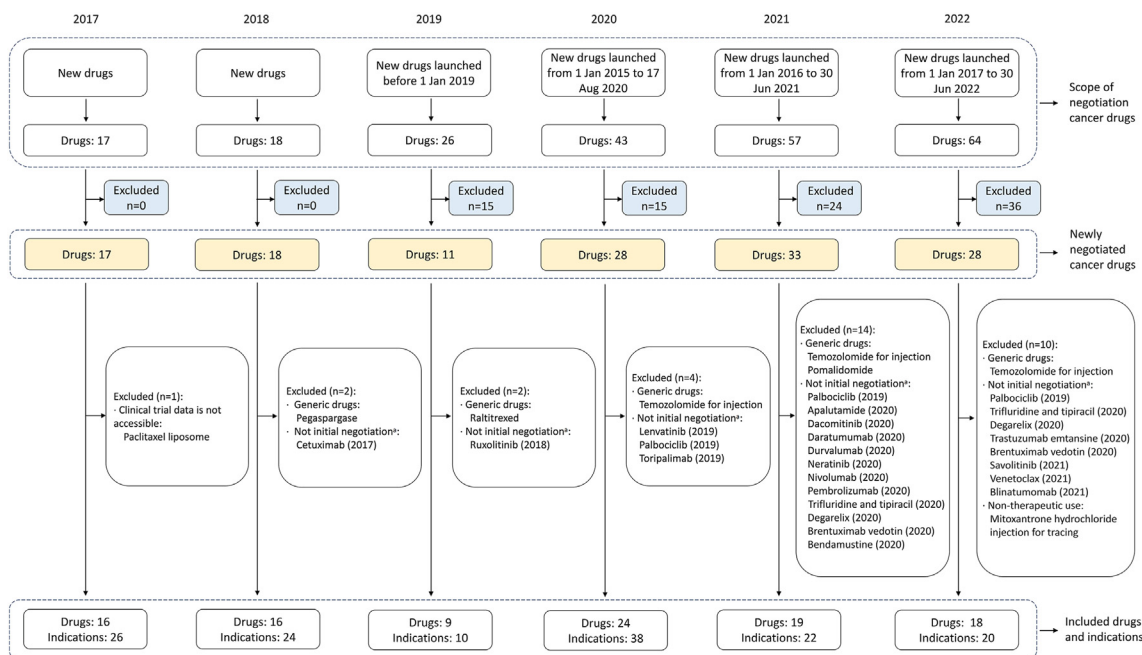 2017
2018
2019
2020
2021
2022
New drugs
New drugs
New drugs launched
before 1 Jan 2019
New drugs launched
from 1 Jan 2015 to 17
Aug 2020
New drugs launched
from 1 Jan 2016 to 30
Jun 2021
New drugs launched
from 1 Jan 2017 to 30
Jun 2022
Scope of
negotiation
cancer drugs
Drugs: 17
Drugs: 18
Drugs: 26
Drugs: 43
Drugs: 57
Drugs: 64
Excluded
n=0
Excluded
n=0
Excluded
n=15
Excluded
n=15
Excluded
n=24
Excluded
n=36
Drugs: 17
Drugs: 18
Drugs: 11
Drugs: 28
Drugs: 33
Drugs: 28
Newly
negotiated
cancer drugs
Excluded (n=1):
· Clinical trial data is not
accessible:
Paclitaxel liposome
Excluded (n=2):
· Generic drugs:
Pegaspargase
· Not initial negotiationª:
Cetuximab (2017)
Excluded (n=2):
· Generic drugs:
Raltitrexed
· Not initial negotiationª:
Ruxolitinib (2018)
Excluded (n=4):
· Generic drugs:
Temozolomide for injection
· Not initial negotiationª:
Lenvatinib (2019)
Palbociclib (2019)
Toripalimab (2019)
Excluded (n=14):
· Generic drugs:
Temozolomide for injection
Pomalidomide
· Not initial negotiationª:
Palbociclib (2019)
Apalutamide (2020)
Dacomitinib (2020)
Daratumumab (2020)
Durvalumab (2020)
Neratinib (2020)
Nivolumab (2020)
Pembrolizumab (2020)
Trifluridine and tipiracil (2020)
Degarelix (2020)
Brentuximab vedotin (2020)
Bendamustine (2020)
Excluded (n=10):
· Generic drugs:
Temozolomide for injection
· Not initial negotiationª:
Palbociclib (2019)
Trifluridine and tipiracil (2020)
Degarelix (2020)
Trastuzumab emtansine (2020)
Brentuximab vedotin (2020)
Savolitinib (2021)
Venetoclax (2021)
Blinatumomab (2021)
· Non-therapeutic use:
Mitoxantrone hydrochloride
injection for tracing
Drugs: 16
Indications: 26
Drugs: 16
Indications: 24
Drugs: 9
Indications: 10
Drugs: 24
Indications: 38
Drugs: 19
Indications: 22
Drugs: 18
Indications: 20
Included drugs
and indications